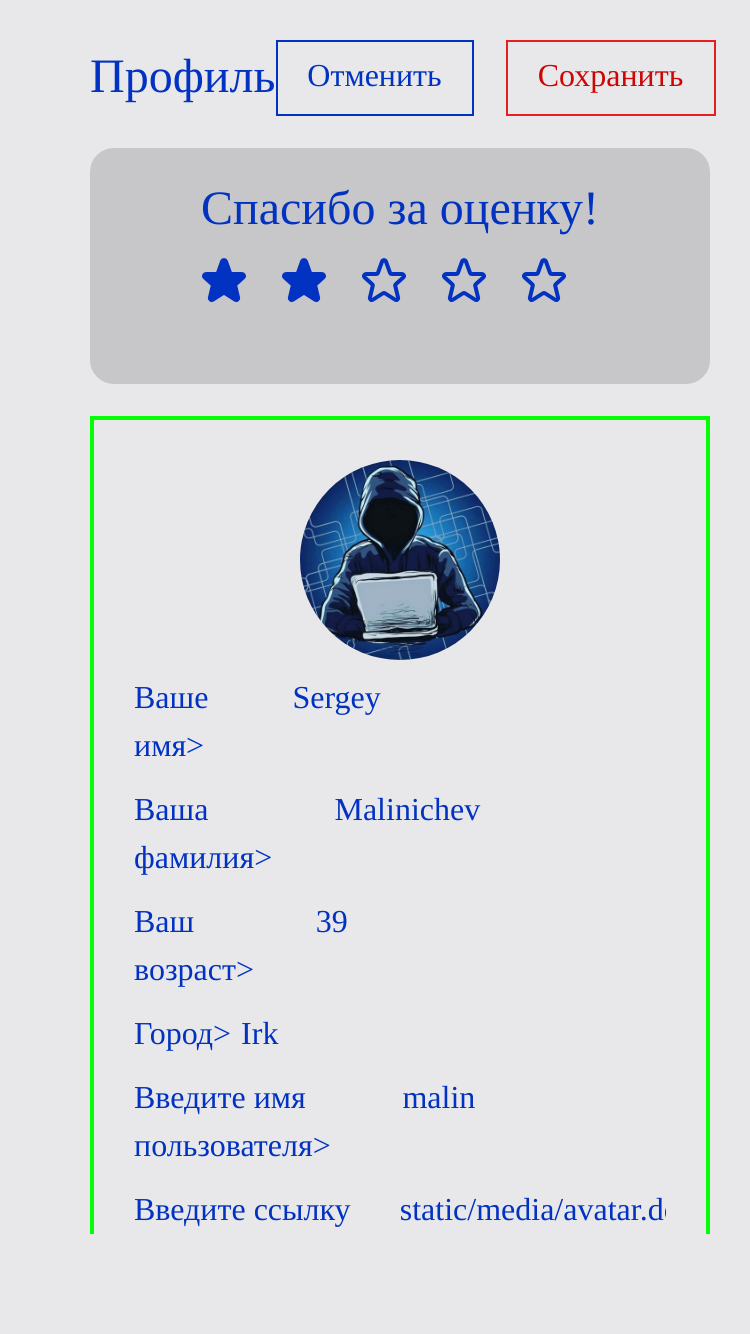 Профиль Отменить Сохранить
Спасибо за оценку!
Ваше Sergey
имя>
Ваша Malinichev
фамилия>
Ваш 39
возраст>
Город> Irk
Введите имя malin
пользователя>
Введите ссылку static/media/avatar.d